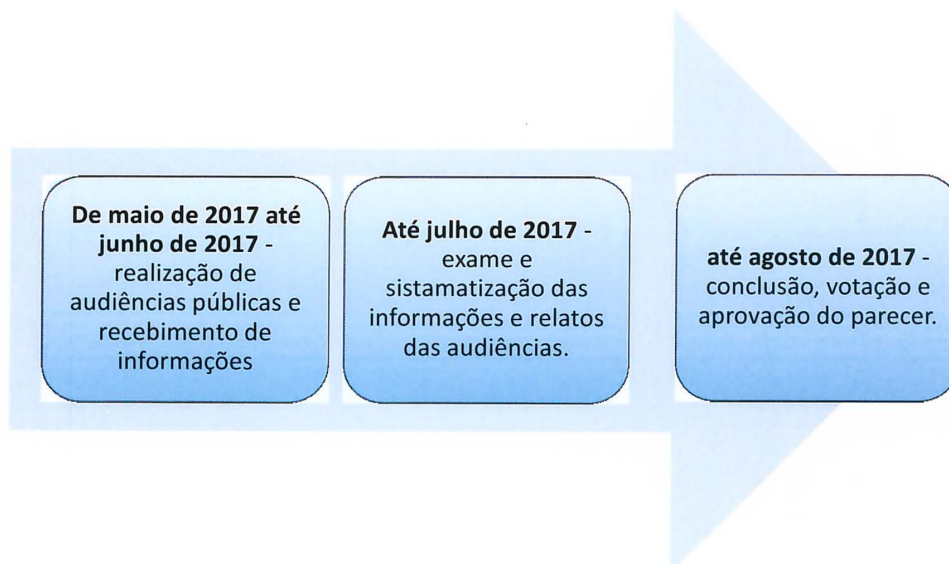 De maio de 2017 até
junho de 2017 -
realização de
audiências públicas e
recebimento de
informações
Até julho de 2017 -
exame e
sistamatização das
informações e relatos
das audiências.
até agosto de 2017 -
conclusão, votação e
aprovação do parecer.